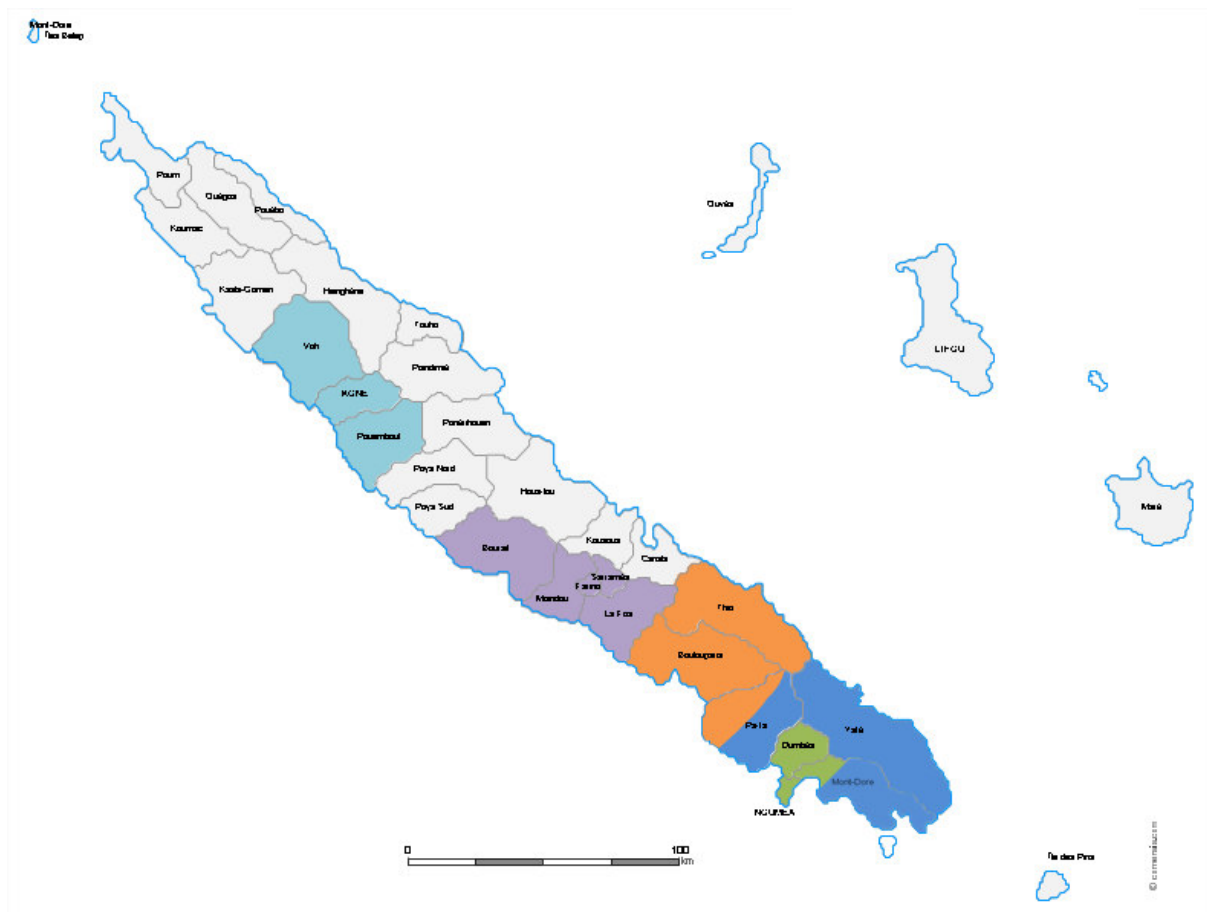 Mont-Dore
Îles Belep
Poum
Ouégoa
Pouébo
Koumac
Kaala-Gomen
Hienghène
Touho
Voh
Poindimié
KONE
Pouembout
Ponérihouen
Poya Nord
Poya Sud
Houaïlou
Kouaoua
Canala
Bourail
Sarraméa
Farino
Moindou
La Foa
Thio
Boulouparis
Païta
Yaté
Dumbéa
Mont-Dore
NOUMEA
Ouvéa
LIFOU
Maré
Île des Pins
0
100
km